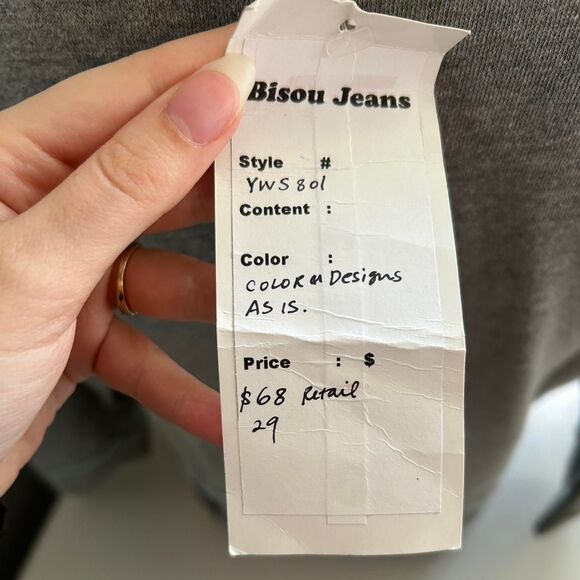 Bisou Jeans
Style #
YWS801
Content :
Color :
COLOR & Designs
AS IS.
Price : $
$68 Retail
29